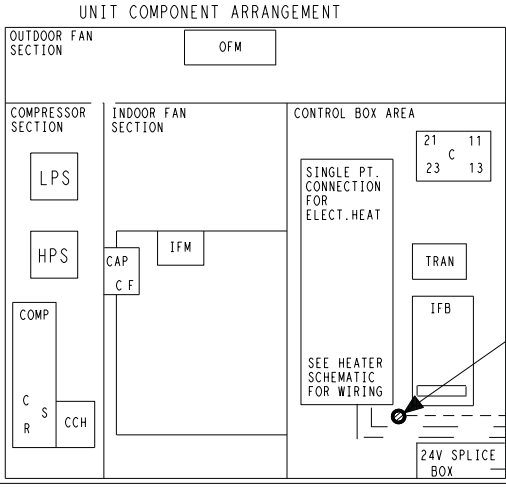 UNIT COMPONENT ARRANGEMENT
OUTDOOR FAN
SECTION
OFM
COMPRESSOR
SECTION
LPS
HPS
COMP
C
S
R
CCH
INDOOR FAN
SECTION
CAP
C F
IFM
CONTROL BOX AREA
SINGLE PT.
CONNECTION
FOR
ELECT.HEAT
SEE HEATER
SCHEMATIC
FOR WIRING
21 11
C
23 13
TRAN
IFB
24V SPLICE
BOX